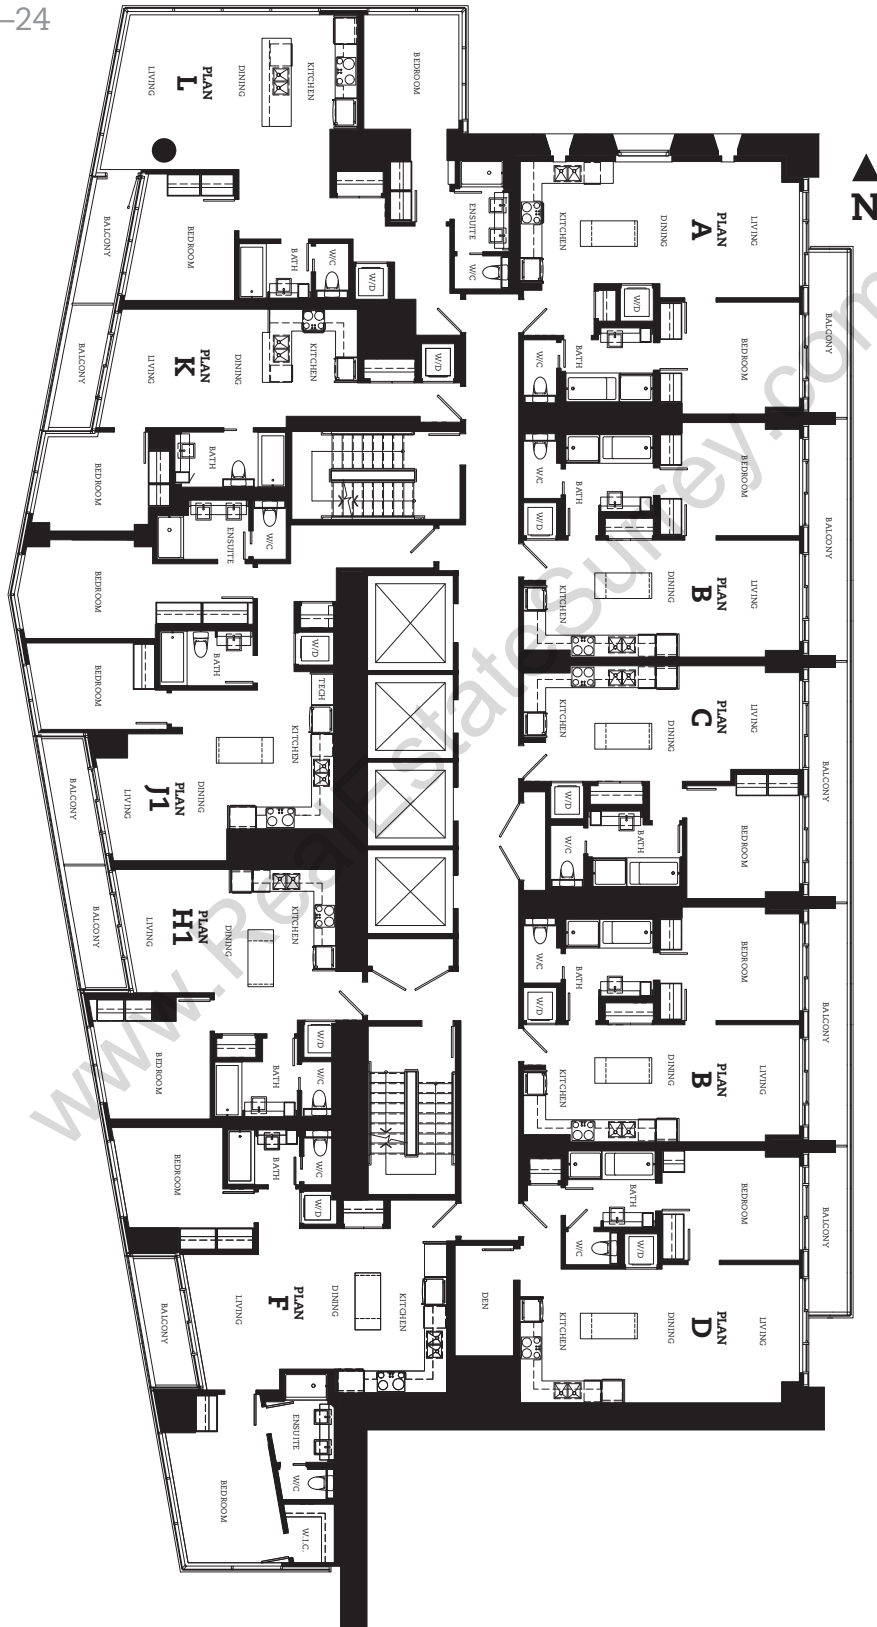 –24
N
LIVING
PLAN
L
DINING
KITCHEN
BEDROOM
BALCONY
BEDROOM
BATH
W/C
W/D
ENSUITE
W/C
PLAN
A
LIVING
DINING
KITCHEN
W/D
BATH
W/C
BEDROOM
BALCONY
BALCONY
LIVING
PLAN
K
DINING
KITCHEN
W/D
BATH
BEDROOM
ENSUITE
W/C
BEDROOM
BEDROOM
BATH
W/D
TECH
KITCHEN
DINING
PLAN
J1
LIVING
BALCONY
W/C
BATH
W/D
BEDROOM
BALCONY
LIVING
PLAN
B
DINING
KITCHEN
LIVING
PLAN
C
DINING
KITCHEN
W/D
W/C
BATH
BEDROOM
BALCONY
BALCONY
LIVING
PLAN
H1
DINING
KITCHEN
BEDROOM
BATH
W/D
W/C
W/C
BATH
W/D
BEDROOM
BALCONY
LIVING
PLAN
B
DINING
KITCHEN
BEDROOM
BATH
W/C
W/D
PLAN
F
LIVING
DINING
KITCHEN
BALCONY
DEN
BATH
W/C
W/D
BEDROOM
BALCONY
LIVING
PLAN
D
DINING
KITCHEN
ENSUITE
W/C
BEDROOM
W.I.C.
www.RealEstateSurrey.com